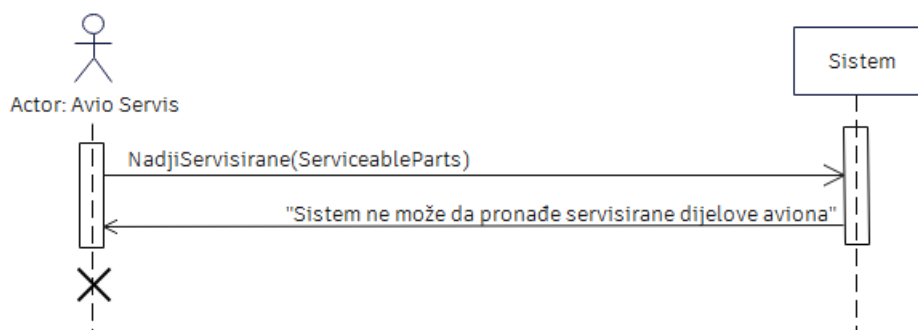 Sistem
Actor: Avio Servis
NadjiServisirane(ServiceableParts)
"Sistem ne može da pronađe servisirane dijelove aviona"